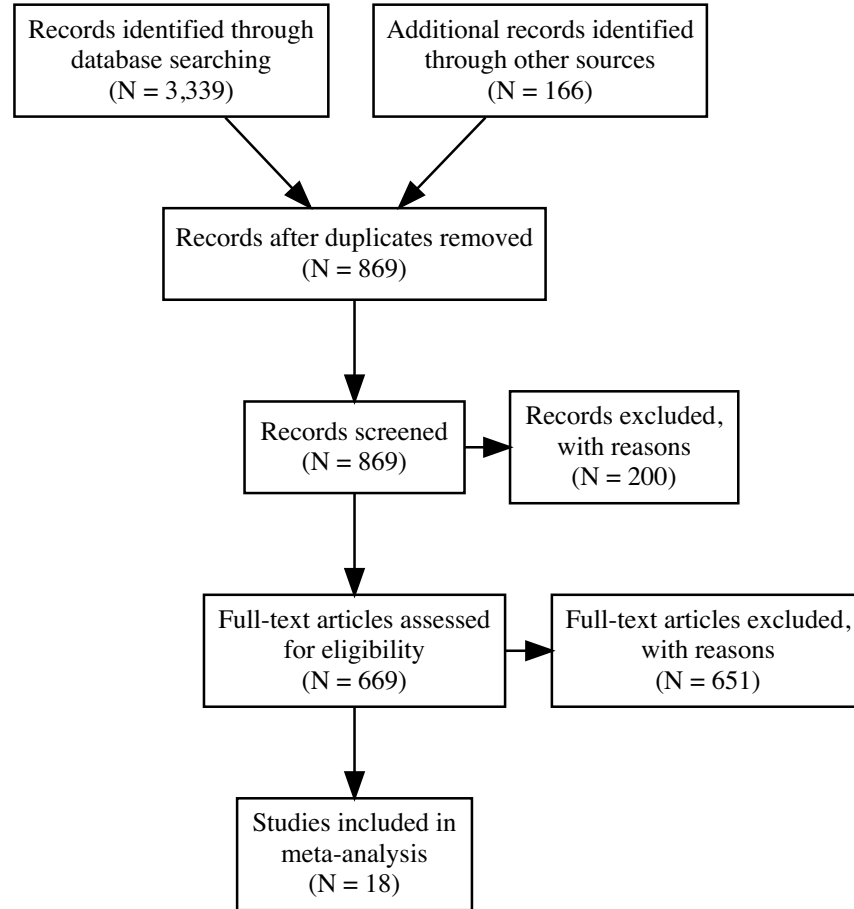 Records identified through
database searching
(N = 3,339)
Additional records identified
through other sources
(N = 166)
Records after duplicates removed
(N = 869)
Records screened
(N = 869)
Records excluded,
with reasons
(N = 200)
Full-text articles assessed
for eligibility
(N = 669)
Full-text articles excluded,
with reasons
(N = 651)
Studies included in
meta-analysis
(N = 18)